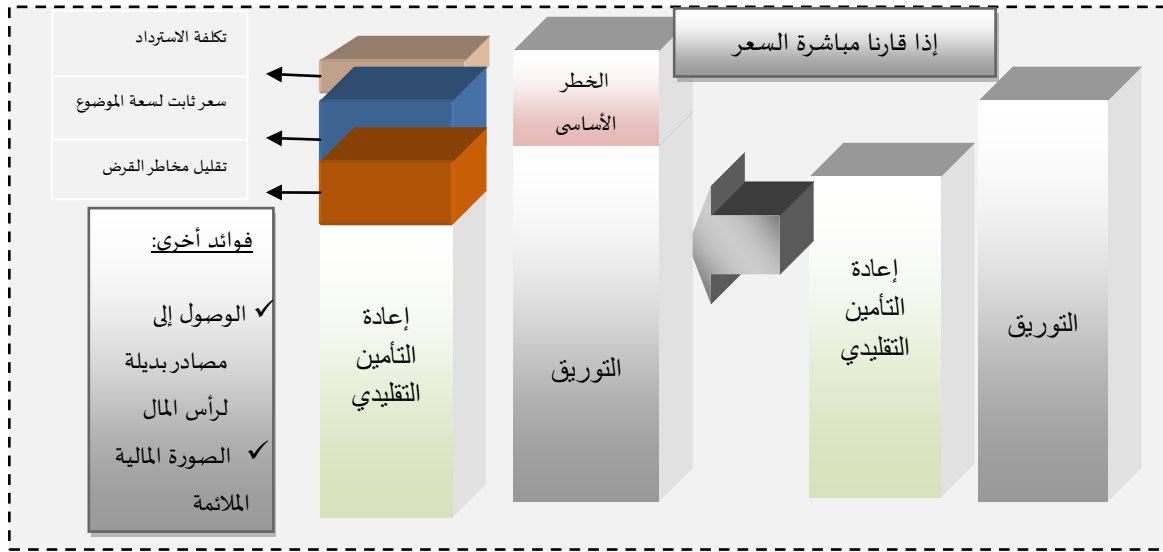 إذا قارنا مباشرة السعر
التوريق
إعادة
التأمين
التقليدي
الخطر
الأساسي
التوريق
إعادة
التأمين
التقليدي
تكلفة الاسترداد
سعر ثابت لسعة الموضوع
تقليل مخاطر القرض
فوائد أخرى:
✓ الوصول إلى
مصادر بديلة
لرأس المال
✓ الصورة المالية
الملائمة